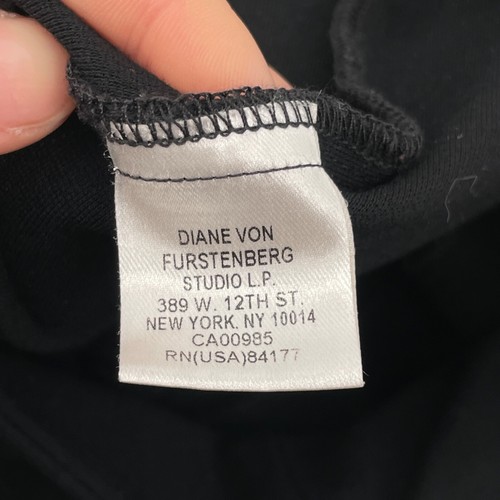 DIANE VON
FURSTENBERG
STUDIO L.P.
389 W. 12TH ST.
NEW YORK. NY 10014
CA00985
RN(USA)84177